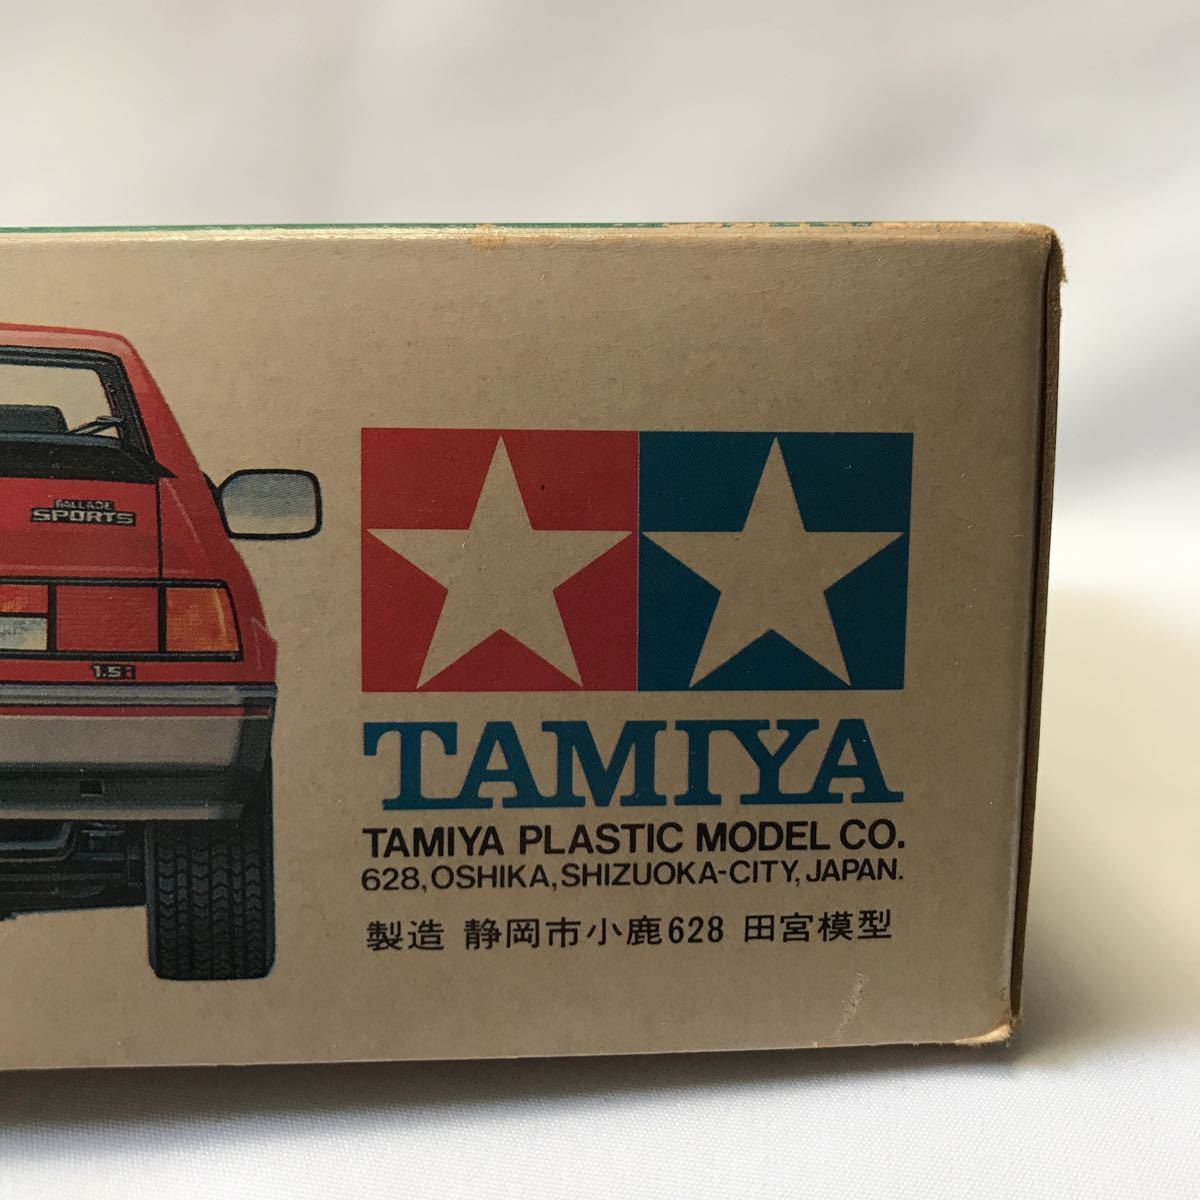 BALLADE
SPORTS
1.5i
TAMIYA
TAMIYA PLASTIC MODEL CO.
628, OSHIKA, SHIZUOKA-CITY, JAPAN.
製造 静岡市小鹿628 田宮模型